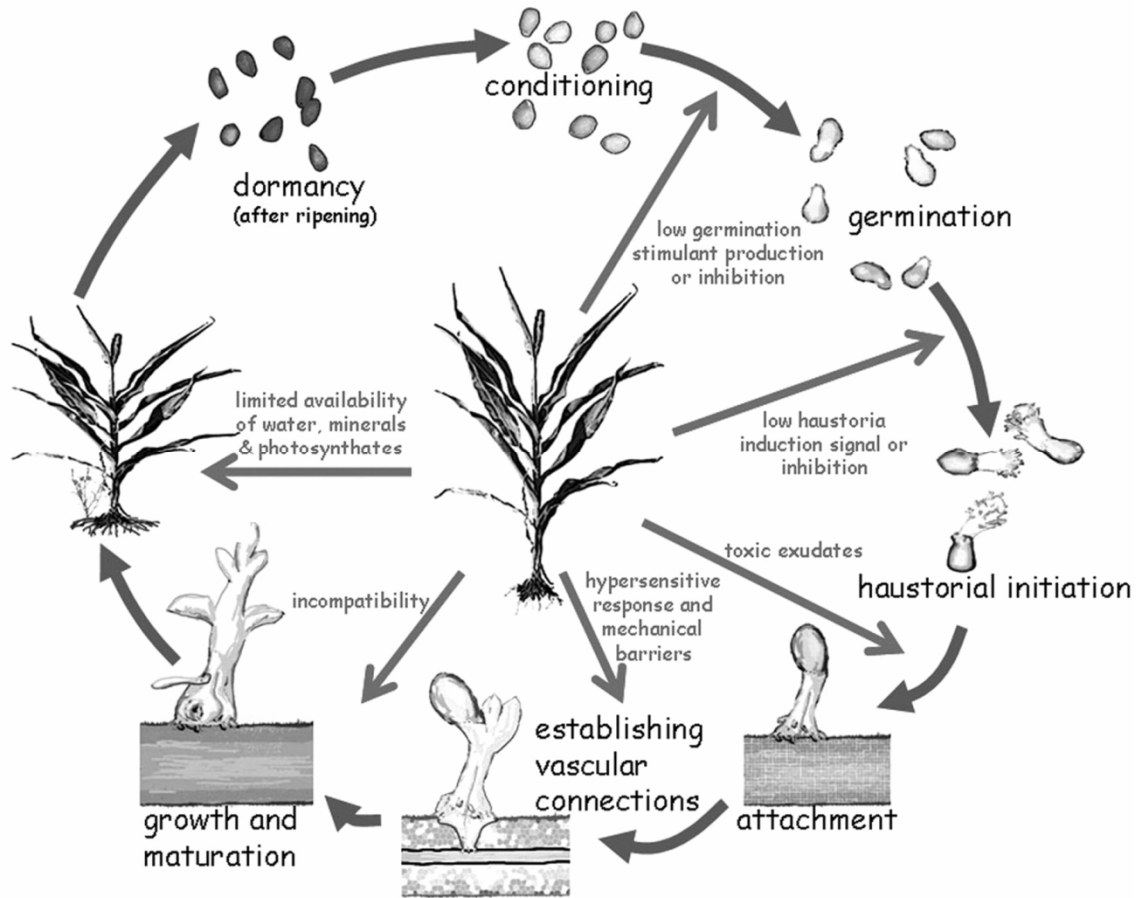 conditioning
dormancy
(after ripening)
germination
low germination
stimulant production
or inhibition
limited availability
of water, minerals
& photosynthates
low haustoria
induction signal or
inhibition
toxic exudates
haustorial initiation
incompatibility
hypersensitive
response and
mechanical
barriers
establishing
vascular
connections
attachment
growth and
maturation